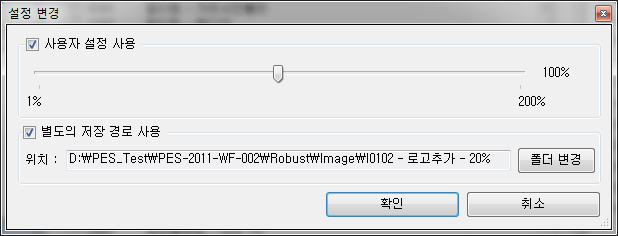 설정 변경
사용자 설정 사용
100%
1%
200%
별도의 저장 경로 사용
위치 : D:₩PES_Test₩PES-2011-WF-002₩Robust₩Image₩I0102 - 로고추가 - 20% 폴더 변경
확인 취소